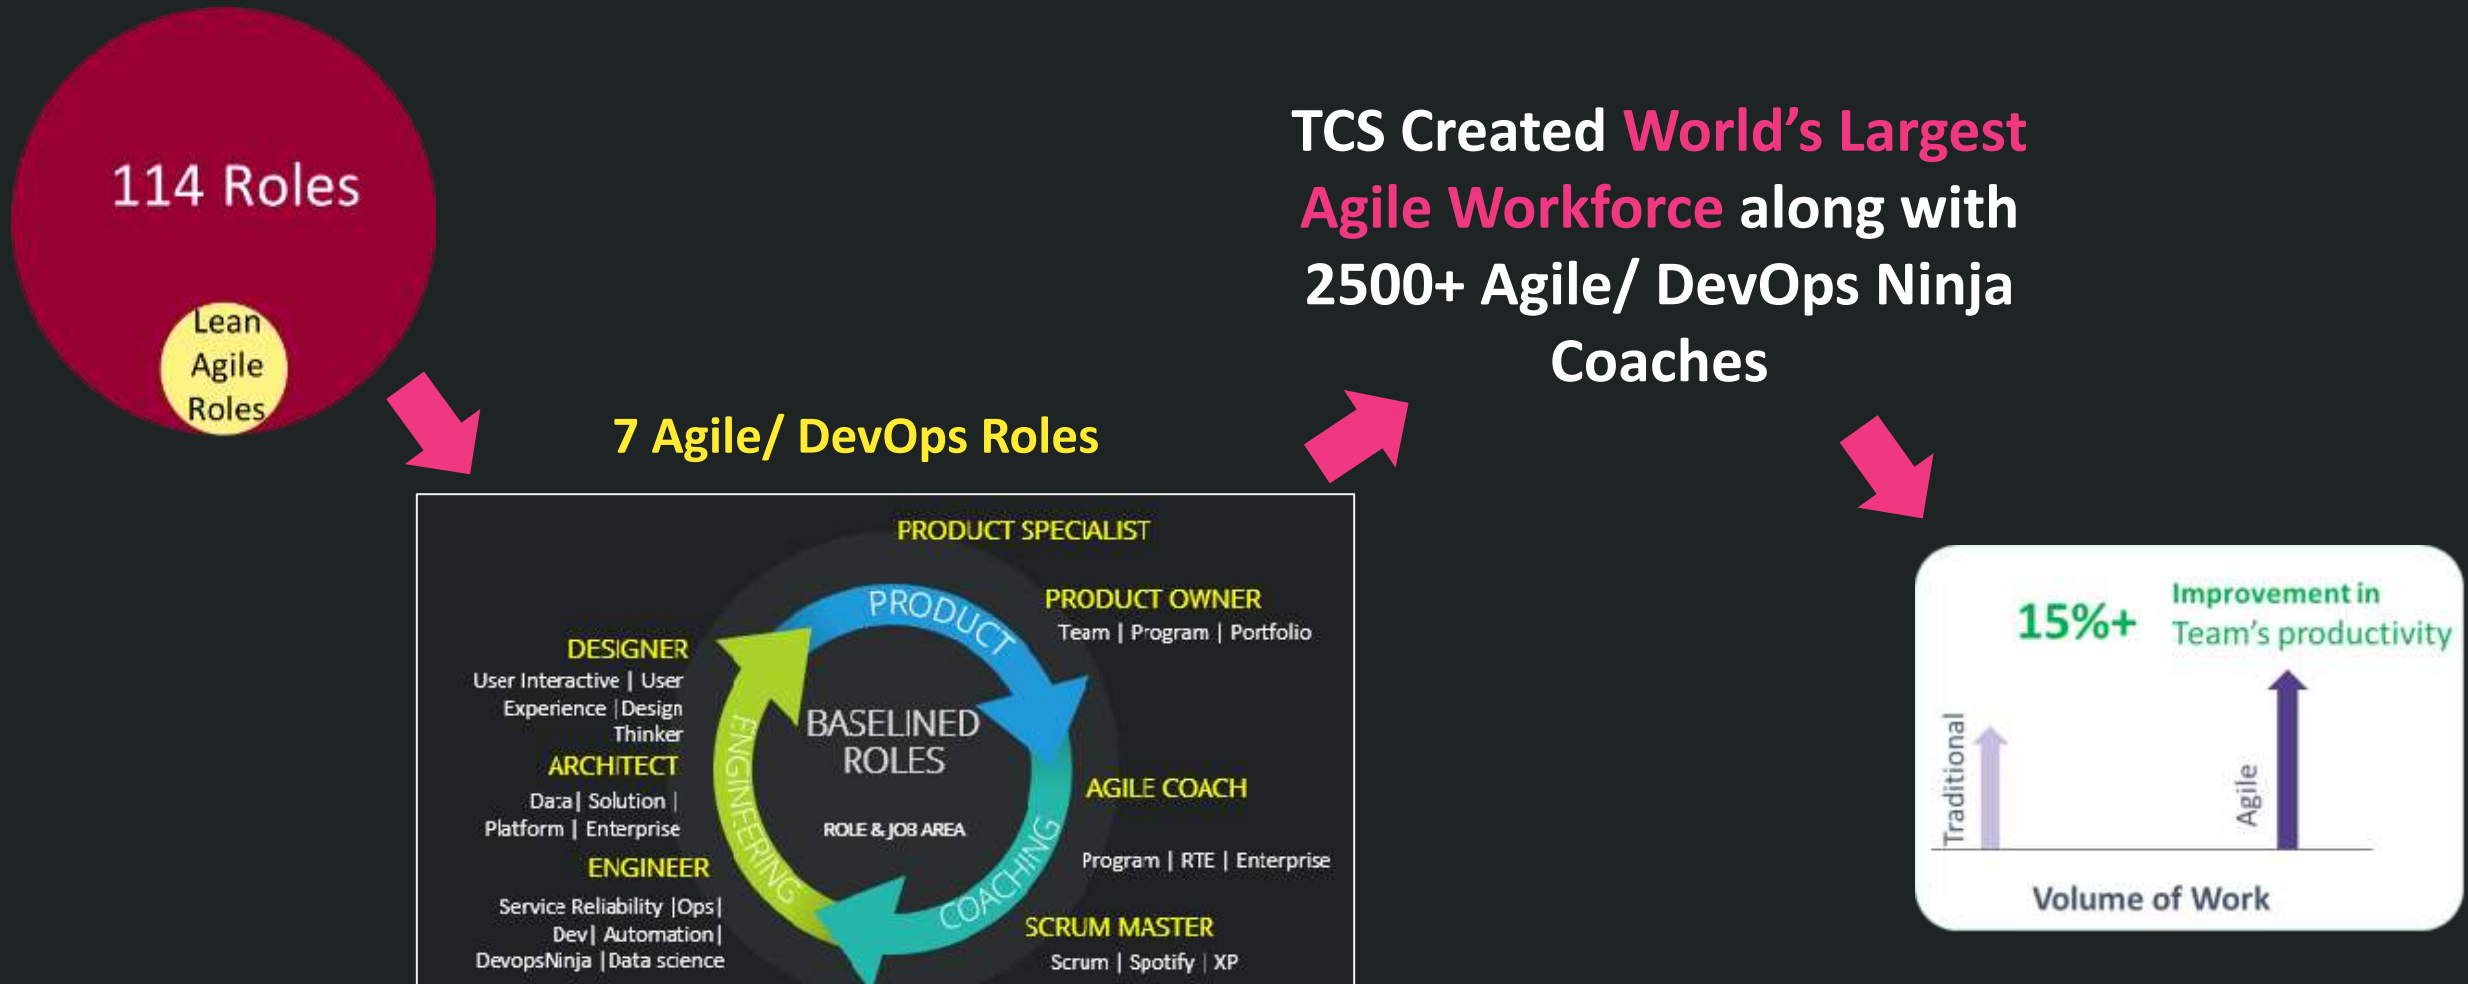 114 Roles
Lean
Agile
Roles
7 Agile/ DevOps Roles
TCS Created World’s Largest
Agile Workforce along with
2500+ Agile/ DevOps Ninja
Coaches
PRODUCT SPECIALIST
PRODUCT OWNER
Team | Program | Portfolio
AGILE COACH
Program | RTE | Enterprise
SCRUM MASTER
Scrum | Spotify | XP
DESIGNER
User Interactive | User
Experience |Design
Thinker
ARCHITECT
Data| Solution |
Platform | Enterprise
ENGINEER
Service Reliability |Ops|
Dev| Automation|
DevopsNinja |Data science
PRODUCT
COACHING
ENGINEERING
BASELINED
ROLES
ROLE & JOB AREA
15%+
Improvement in
Team’s productivity
Traditional
Agile
Volume of Work